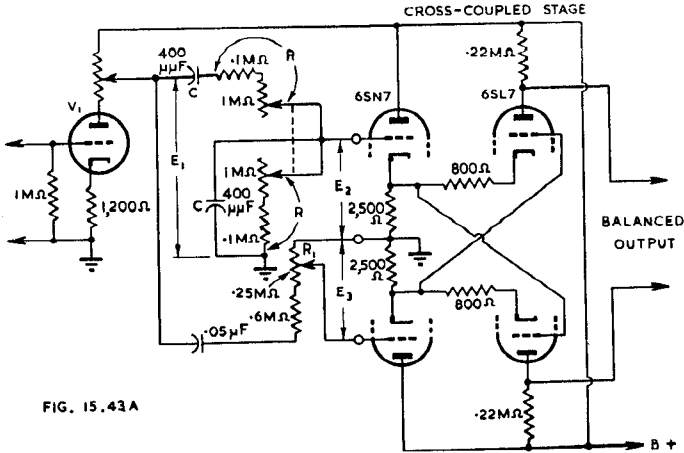 CROSS-COUPLED STAGE
400
μμF
C
.1MΩ
R
1MΩ
.22MΩ
6SN7
6SL7
V1
E1
1MΩ
1,200Ω
1MΩ
400
μμF
C
R
.1MΩ
E2
2,500
Ω
800Ω
BALANCED
OUTPUT
R1
.25MΩ
.6MΩ
E3
2,500
Ω
800Ω
.05μF
.22MΩ
FIG. 15.43A
B +